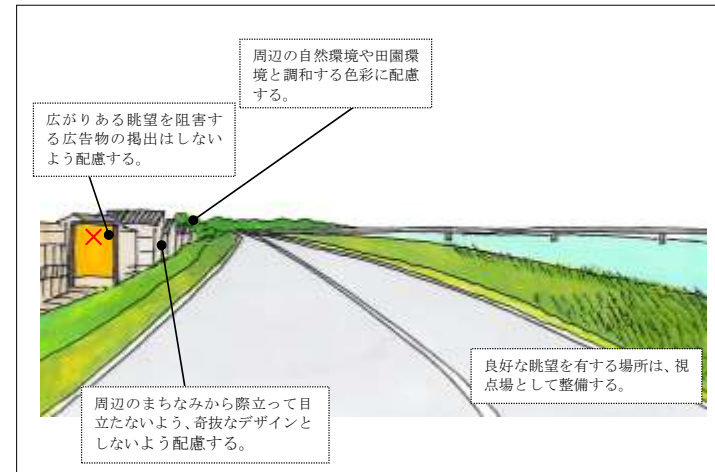 周辺の自然環境や田園環
境と調和する色彩に配慮
する。
広がりある眺望を阻害す
る広告物の掲出はしない
よう配慮する。
良好な眺望を有する場所は、視
点場として整備する。
周辺のまちなみから際立って目
立たないよう、奇抜なデザインと
しないよう配慮する。